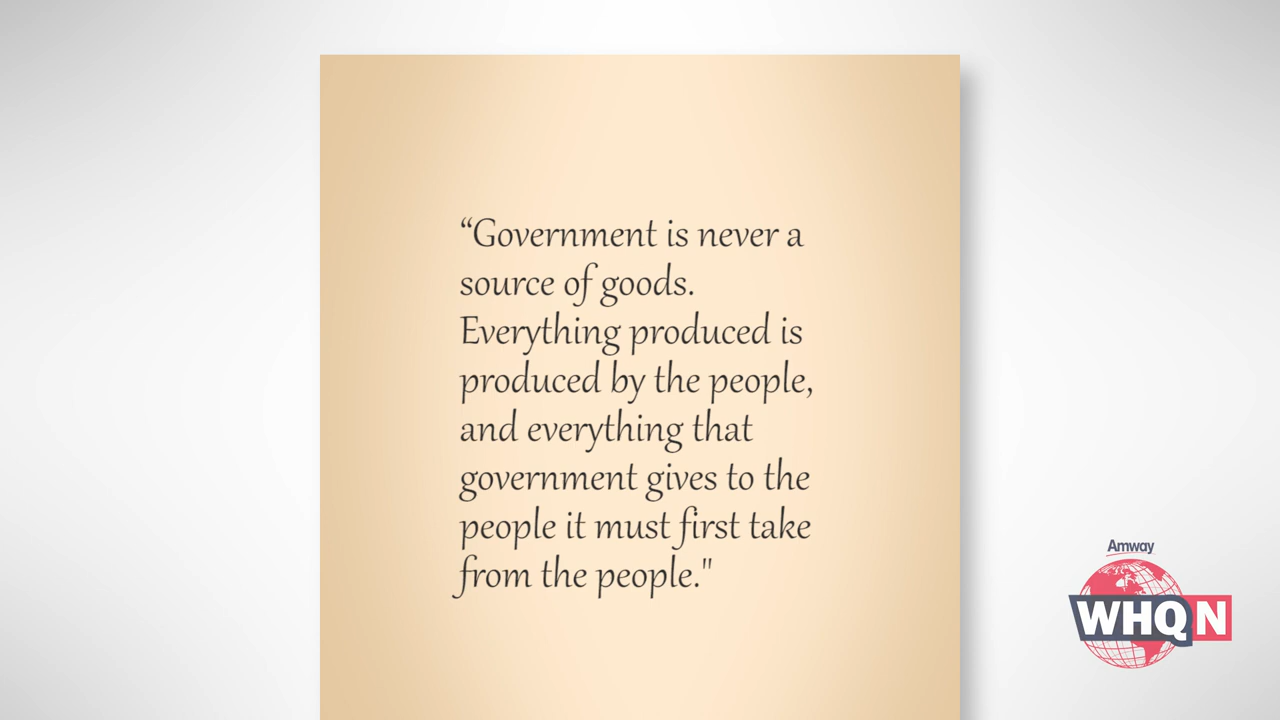 “Government is never a
source of goods.
Everything produced is
produced by the people,
and everything that
government gives to the
people it must first take
from the people."
Amway
WHQN